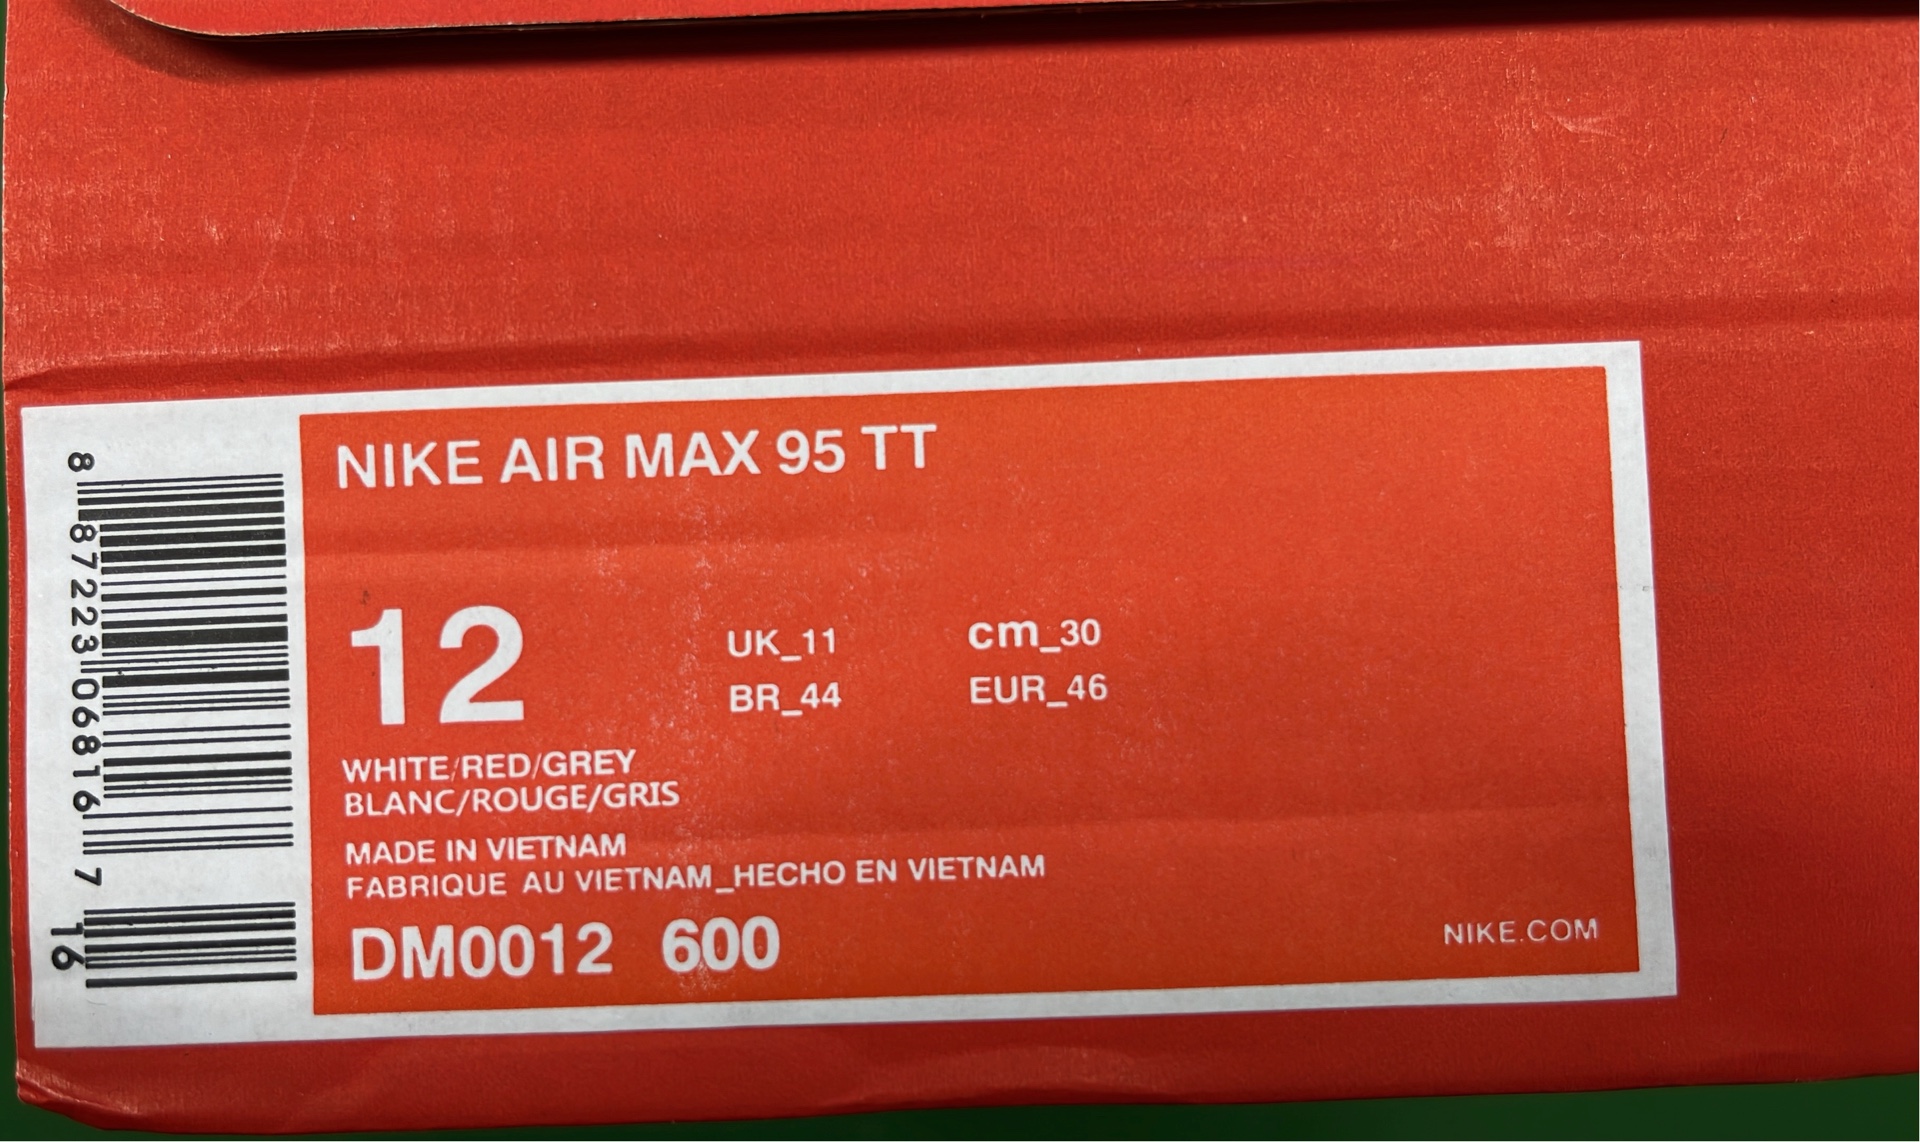 8 87223 06816 7
16
NIKE AIR MAX 95 TT
12
UK_11 cm_30
BR_44 EUR_46
WHITE/RED/GREY
BLANC/ROUGE/GRIS
MADE IN VIETNAM
FABRIQUE AU VIETNAM_HECHO EN VIETNAM
DM0012 600
NIKE.COM